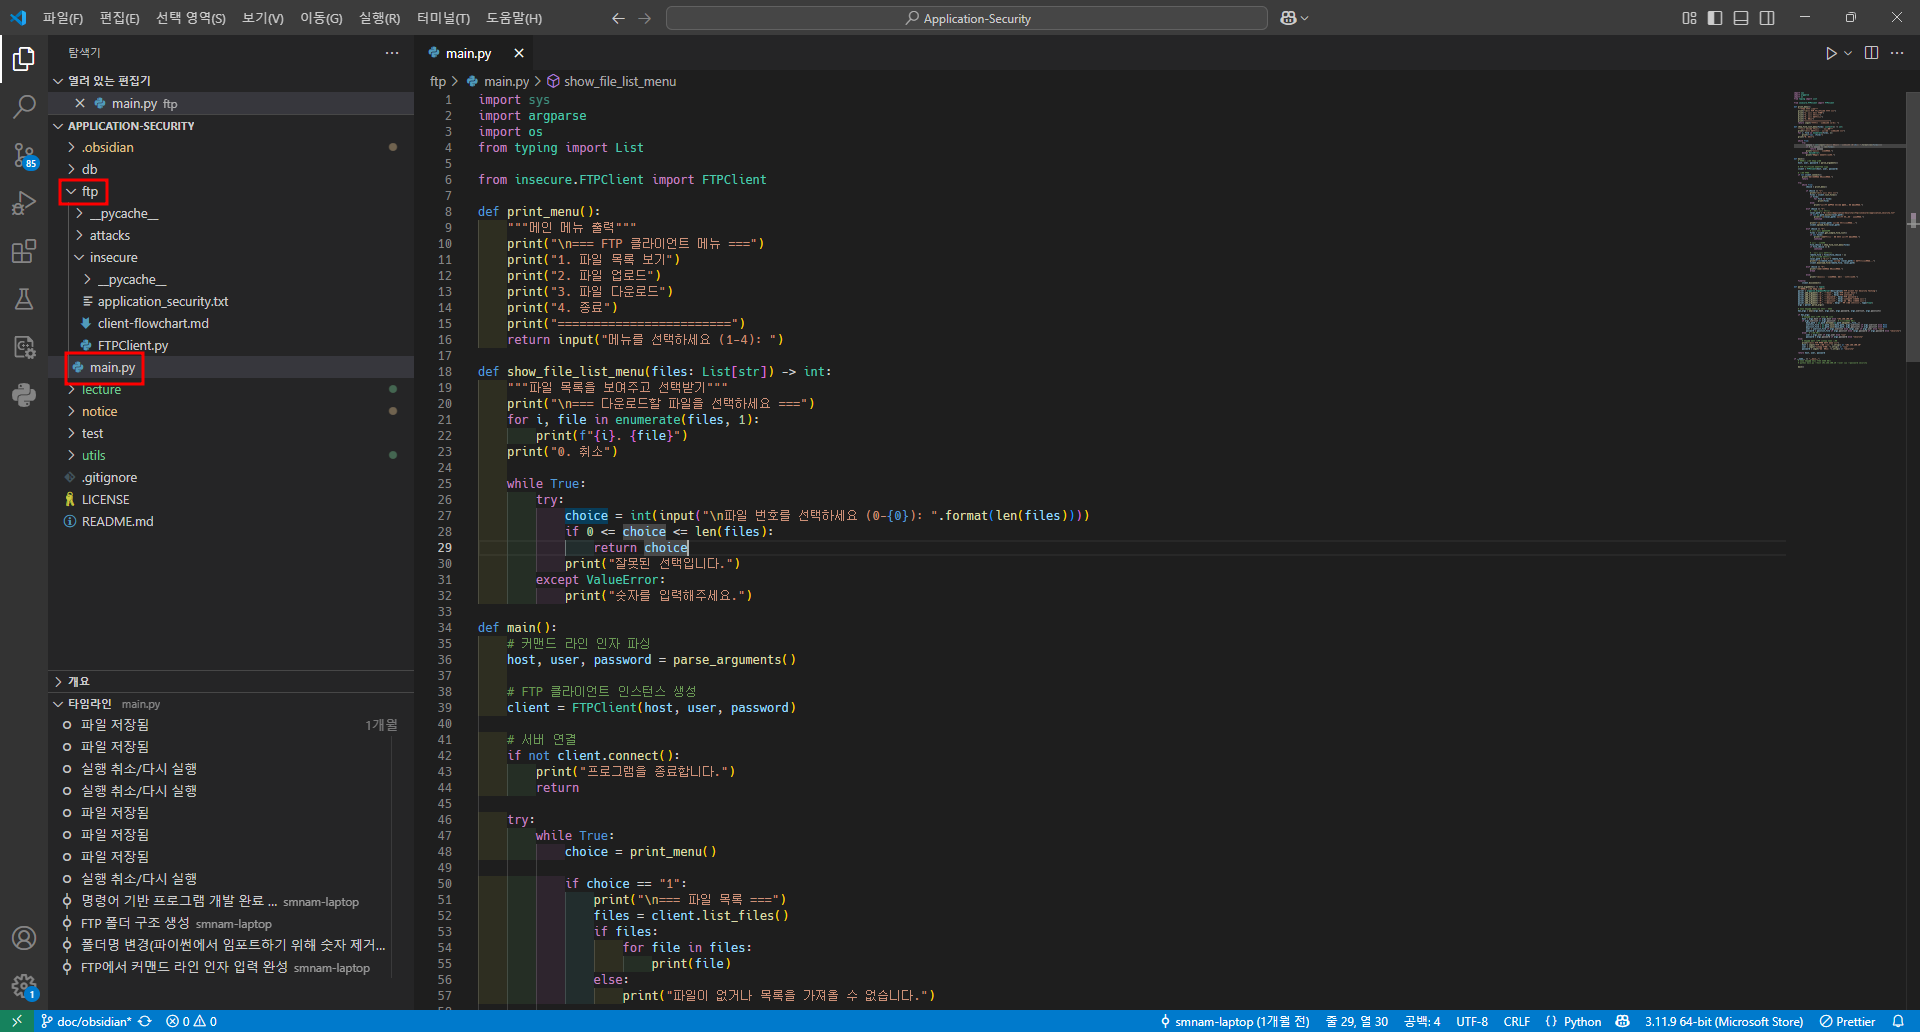 파일(F) 편집(E) 선택 영역(S) 보기(V) 이동(G) 실행(R) 터미널(T) 도움말(H)
Application-Security
탐색기
열려 있는 편집기
main.py ftp
APPLICATION-SECURITY
.obsidian
db
ftp
__pycache__
attacks
insecure
__pycache__
application_security.txt
client-flowchart.md
FTPClient.py
main.py
lecture
notice
test
utils
.gitignore
LICENSE
README.md
개요
타임라인 main.py
파일 저장됨 1개월
파일 저장됨
실행 취소/다시 실행
실행 취소/다시 실행
파일 저장됨
파일 저장됨
파일 저장됨
실행 취소/다시 실행
명령어 기반 프로그램 개발 완료 ... smnam-laptop
FTP 폴더 구조 생성 smnam-laptop
폴더명 변경(파이썬에서 임포트하기 위해 숫자 제거...
FTP에서 커맨드 라인 인자 입력 완성 smnam-laptop
85
1
main.py
ftp > main.py > show_file_list_menu
1 import sys
2 import argparse
3 import os
4 from typing import List
5
6 from insecure.FTPClient import FTPClient
7
8 def print_menu():
9 """메인 메뉴 출력"""
10 print("\n=== FTP 클라이언트 메뉴 ===")
11 print("1. 파일 목록 보기")
12 print("2. 파일 업로드")
13 print("3. 파일 다운로드")
14 print("4. 종료")
15 print("========================")
16 return input("메뉴를 선택하세요 (1-4): ")
17
18 def show_file_list_menu(files: List[str]) -> int:
19 """파일 목록을 보여주고 선택받기"""
20 print("\n=== 다운로드할 파일을 선택하세요 ===")
21 for i, file in enumerate(files, 1):
22 print(f"{i}. {file}")
23 print("0. 취소")
24
25 while True:
26 try:
27 choice = int(input("\n파일 번호를 선택하세요 (0-{0}): ".format(len(files))))
28 if 0 <= choice <= len(files):
29 return choice
30 print("잘못된 선택입니다.")
31 except ValueError:
32 print("숫자를 입력해주세요.")
33
34 def main():
35 # 커맨드 라인 인자 파싱
36 host, user, password = parse_arguments()
37
38 # FTP 클라이언트 인스턴스 생성
39 client = FTPClient(host, user, password)
40
41 # 서버 연결
42 if not client.connect():
43 print("프로그램을 종료합니다.")
44 return
45
46 try:
47 while True:
48 choice = print_menu()
49
50 if choice == "1":
51 print("\n=== 파일 목록 ===")
52 files = client.list_files()
53 if files:
54 for file in files:
55 print(file)
56 else:
57 print("파일이 없거나 목록을 가져올 수 없습니다.")
doc/obsidian* 0 0
smnam-laptop (1개월 전) 줄 29, 열 30 공백: 4 UTF-8 CRLF {} Python 3.11.9 64-bit (Microsoft Store) Prettier